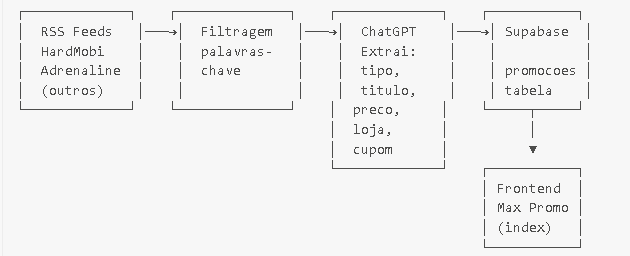 RSS Feeds
HardMobi
Adrenaline
(outros)
Filtragem
palavras-
chave
ChatGPT
Extrai:
tipo,
titulo,
preco,
loja,
cupom
Supabase
promocoes
tabela
Frontend
Max Promo
(index)